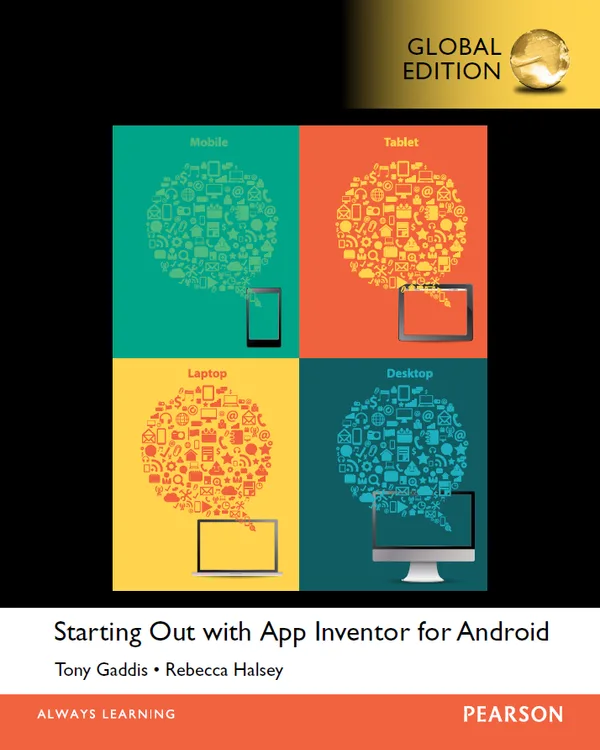 GLOBAL
EDITION
Mobile
Tablet
Laptop
Desktop
Starting Out with App Inventor for Android
Tony Gaddis • Rebecca Halsey
ALWAYS LEARNING
PEARSON